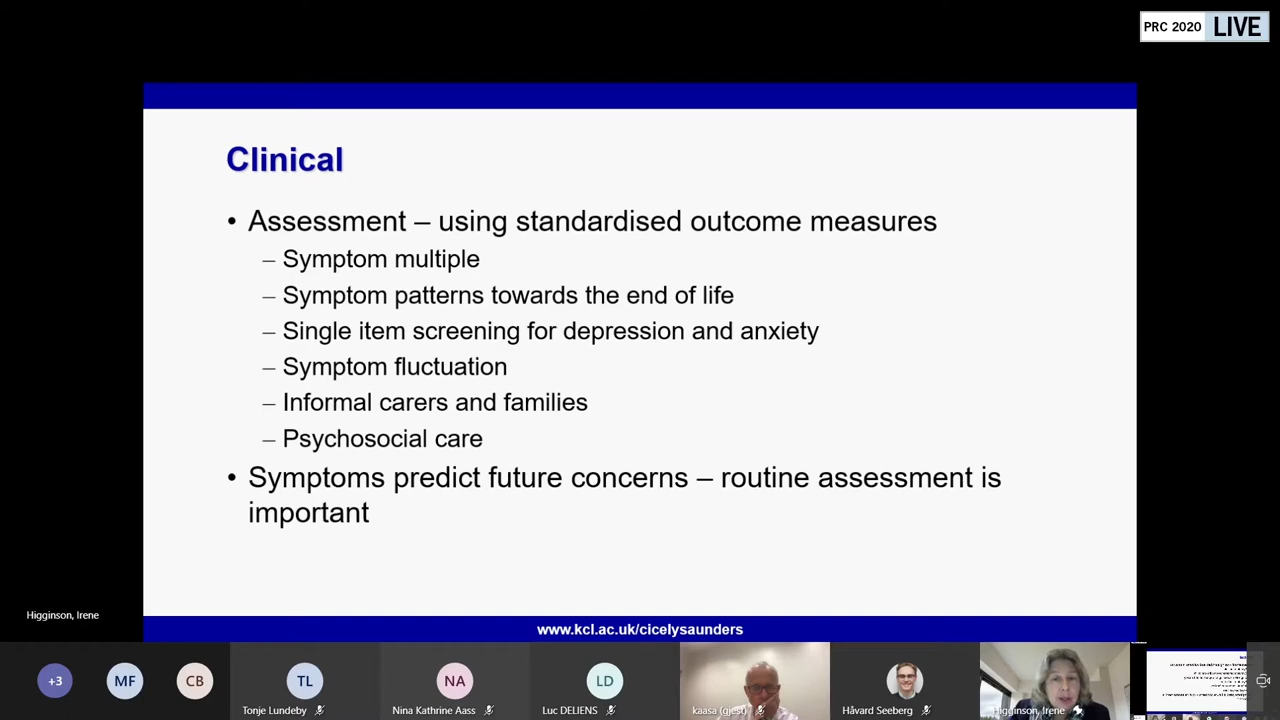 PRC 2020 LIVE
Clinical
• Assessment – using standardised outcome measures
– Symptom multiple
– Symptom patterns towards the end of life
– Single item screening for depression and anxiety
– Symptom fluctuation
– Informal carers and families
– Psychosocial care
• Symptoms predict future concerns – routine assessment is
important
Higginson, Irene
www.kcl.ac.uk/cicelysaunders
+3 MF CB TL NA LD
Tonje Lundeby Nina Kathrine Aass Luc DELIENS kaasa (gjest) Håvard Seeberg Higginson, Irene